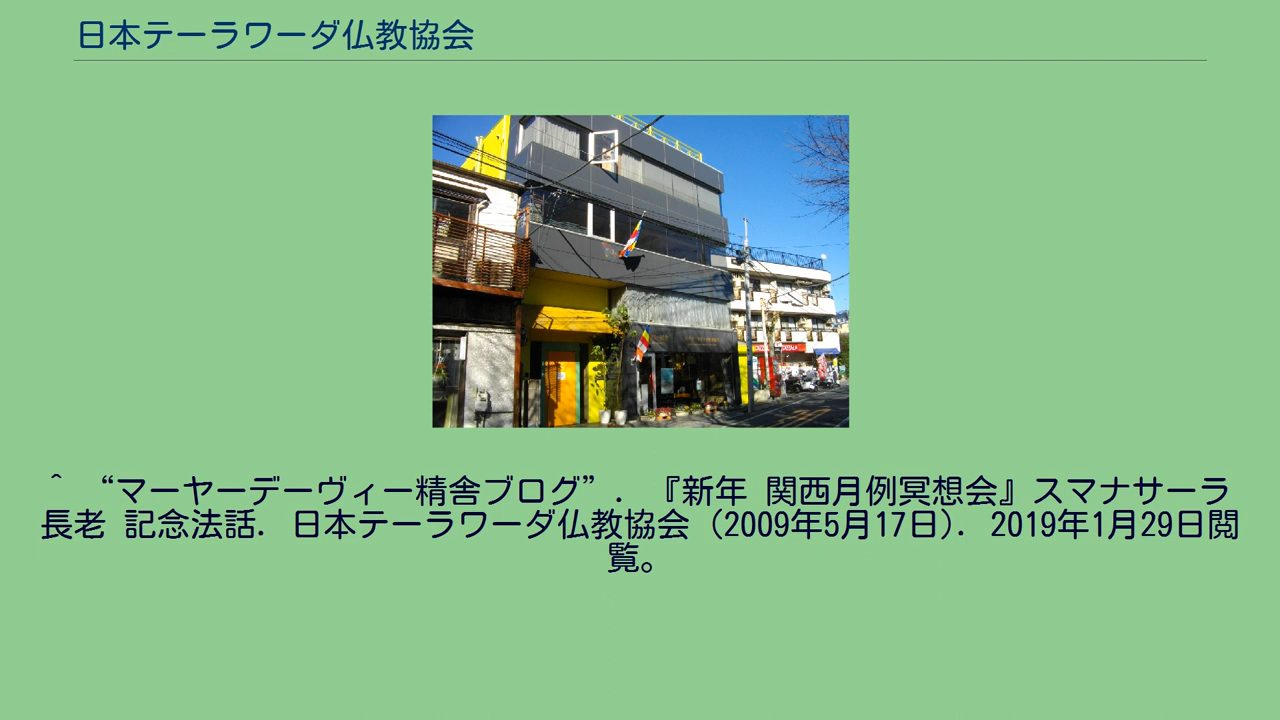 日本テーラワーダ仏教協会
^ “マーヤーデーヴィー精舎ブログ”. 『新年 関西月例冥想会』スマナサーラ
長老 記念法話. 日本テーラワーダ仏教協会 (2009年5月17日). 2019年1月29日閲
覧。